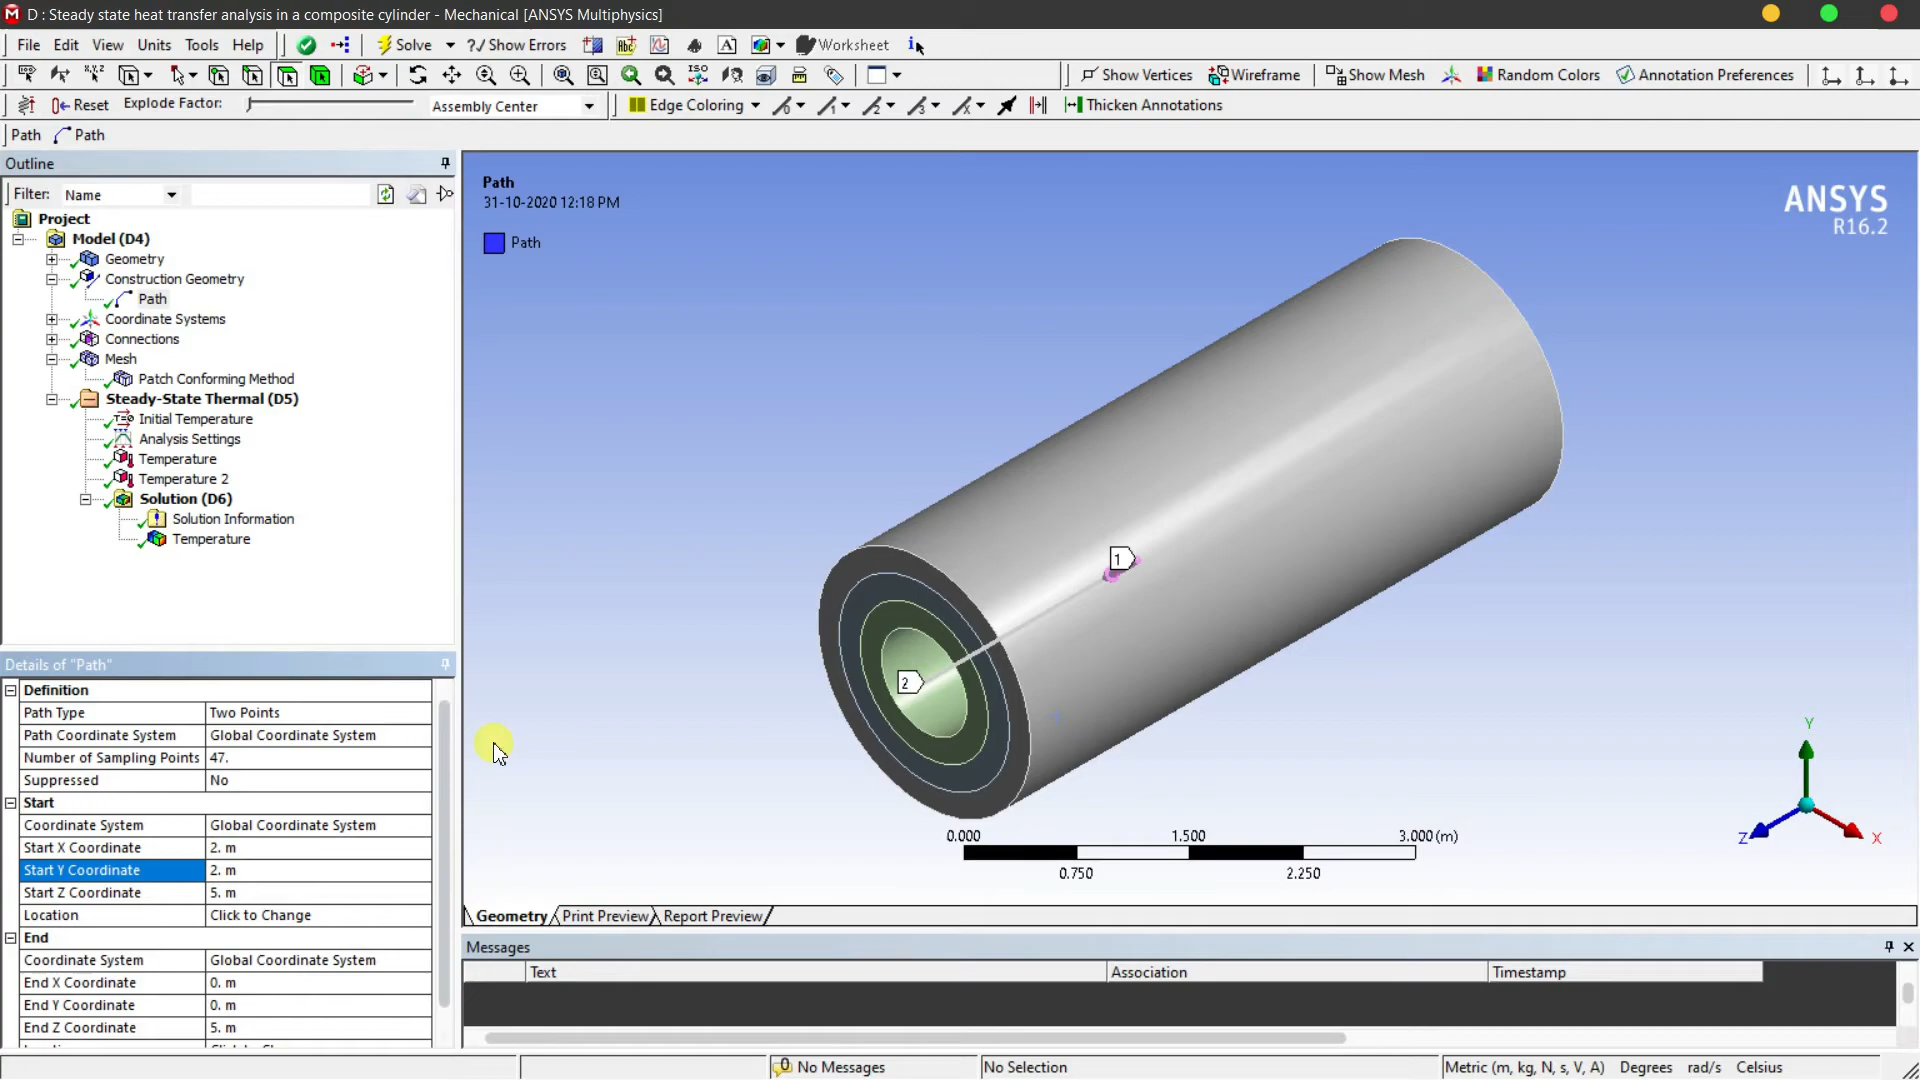 D : Steady state heat transfer analysis in a composite cylinder - Mechanical [ANSYS Multiphysics]
File Edit View Units Tools Help Solve ?/ Show Errors Worksheet
Show Vertices Wireframe Show Mesh Random Colors Annotation Preferences
Reset Explode Factor: Assembly Center Edge Coloring Thicken Annotations
Path Path
Outline
Filter: Name
Project
Model (D4)
Geometry
Construction Geometry
Path
Coordinate Systems
Connections
Mesh
Patch Conforming Method
Steady-State Thermal (D5)
Initial Temperature
Analysis Settings
Temperature
Temperature 2
Solution (D6)
Solution Information
Temperature
Details of "Path"
Definition
Path Type Two Points
Path Coordinate System Global Coordinate System
Number of Sampling Points 47.
Suppressed No
Start
Coordinate System Global Coordinate System
Start X Coordinate 2. m
Start Y Coordinate 2. m
Start Z Coordinate 5. m
Location Click to Change
End
Coordinate System Global Coordinate System
End X Coordinate 0. m
End Y Coordinate 0. m
End Z Coordinate 5. m
Path
31-10-2020 12:18 PM
Path
ANSYS
R16.2
1
2
0.000 1.500 3.000 (m)
0.750 2.250
Y
Z X
Geometry Print Preview Report Preview
Messages
Text Association Timestamp
0 No Messages No Selection Metric (m, kg, N, s, V, A) Degrees rad/s Celsius